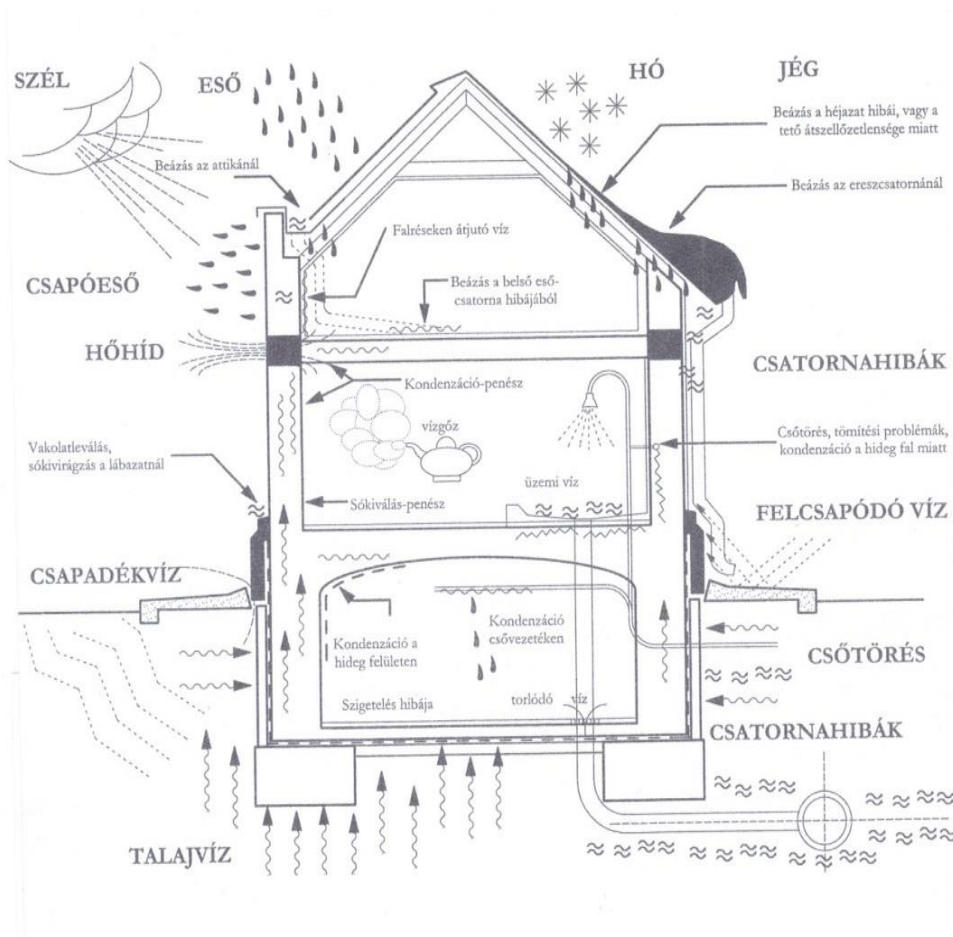 SZÉL
ESŐ
HÓ
JÉG
Beázás a héjazat hibái, vagy a
tető átszellőzetlensége miatt
Beázás az attikánál
Beázás az ereszcsatornánál
Falréseken átjutó víz
CSAPÓESŐ
Beázás a belső eső-
csatorna hibájából
HŐHÍD
CSATORNAHIBÁK
Kondenzáció-penész
vízgőz
Csőtörés, tömítési problémák,
kondenzáció a hideg fal miatt
Vakolatleválás,
sókivirágzás a lábazatnál
üzemi víz
Sókiválás-penész
FELCSAPÓDÓ VÍZ
CSAPADÉKVÍZ
Kondenzáció
csővezetéken
Kondenzáció a
hideg felületen
CSŐTÖRÉS
Szigetelés hibája
torlódó víz
CSATORNAHIBÁK
TALAJVÍZ